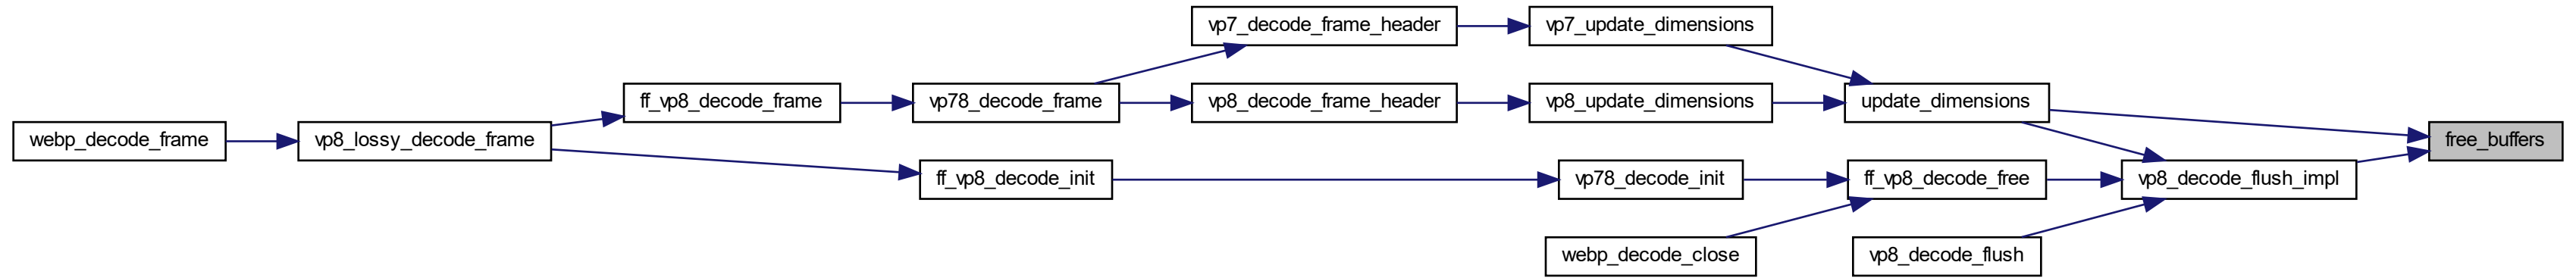 vp7_decode_frame_header
vp7_update_dimensions
ff_vp8_decode_frame
vp78_decode_frame
vp8_decode_frame_header
vp8_update_dimensions
update_dimensions
webp_decode_frame
vp8_lossy_decode_frame
free_buffers
ff_vp8_decode_init
vp78_decode_init
ff_vp8_decode_free
vp8_decode_flush_impl
webp_decode_close
vp8_decode_flush